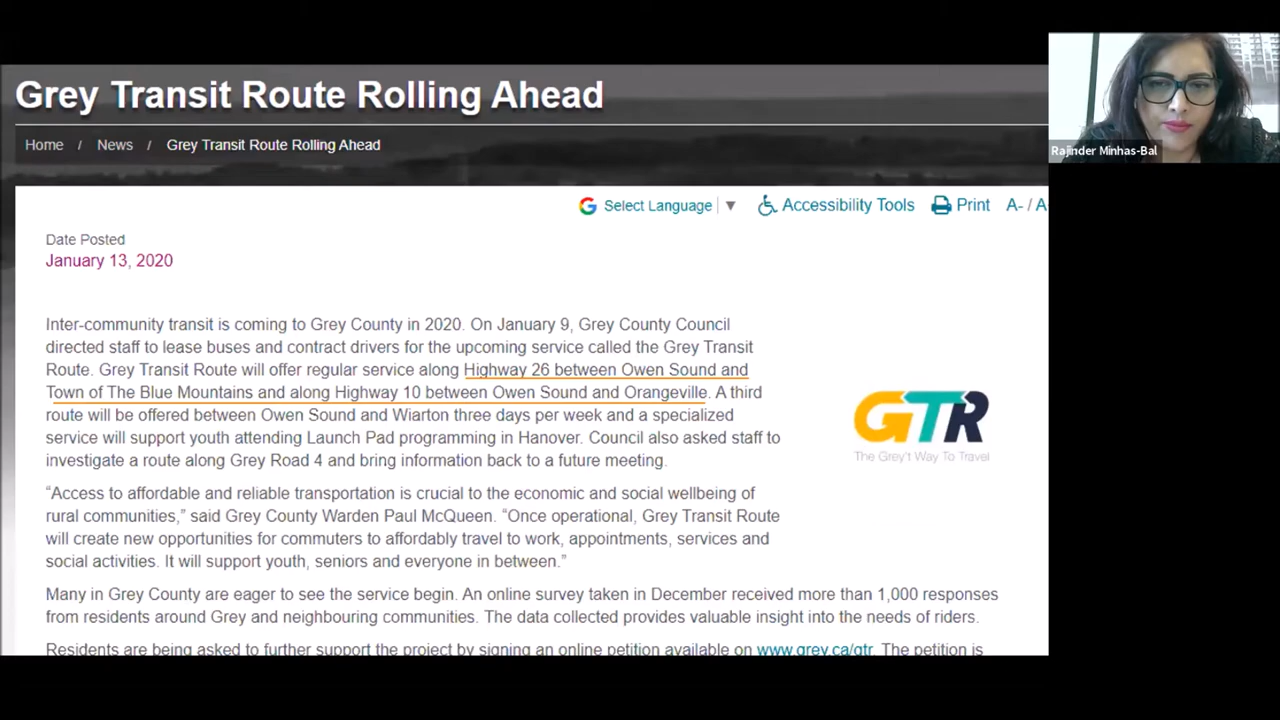 Grey Transit Route Rolling Ahead
Home / News / Grey Transit Route Rolling Ahead
Rajinder Minhas-Bal
Select Language ▼ Accessibility Tools Print A- / A
Date Posted
January 13, 2020
Inter-community transit is coming to Grey County in 2020. On January 9, Grey County Council
directed staff to lease buses and contract drivers for the upcoming service called the Grey Transit
Route. Grey Transit Route will offer regular service along Highway 26 between Owen Sound and
Town of The Blue Mountains and along Highway 10 between Owen Sound and Orangeville. A third
route will be offered between Owen Sound and Wiarton three days per week and a specialized
service will support youth attending Launch Pad programming in Hanover. Council also asked staff to
investigate a route along Grey Road 4 and bring information back to a future meeting.
GTR
The Grey't Way To Travel
“Access to affordable and reliable transportation is crucial to the economic and social wellbeing of
rural communities,” said Grey County Warden Paul McQueen. “Once operational, Grey Transit Route
will create new opportunities for commuters to affordably travel to work, appointments, services and
social activities. It will support youth, seniors and everyone in between.”
Many in Grey County are eager to see the service begin. An online survey taken in December received more than 1,000 responses
from residents around Grey and neighbouring communities. The data collected provides valuable insight into the needs of riders.
Residents are being asked to further support the project by signing an online petition available on www.grey.ca/gtr. The petition is